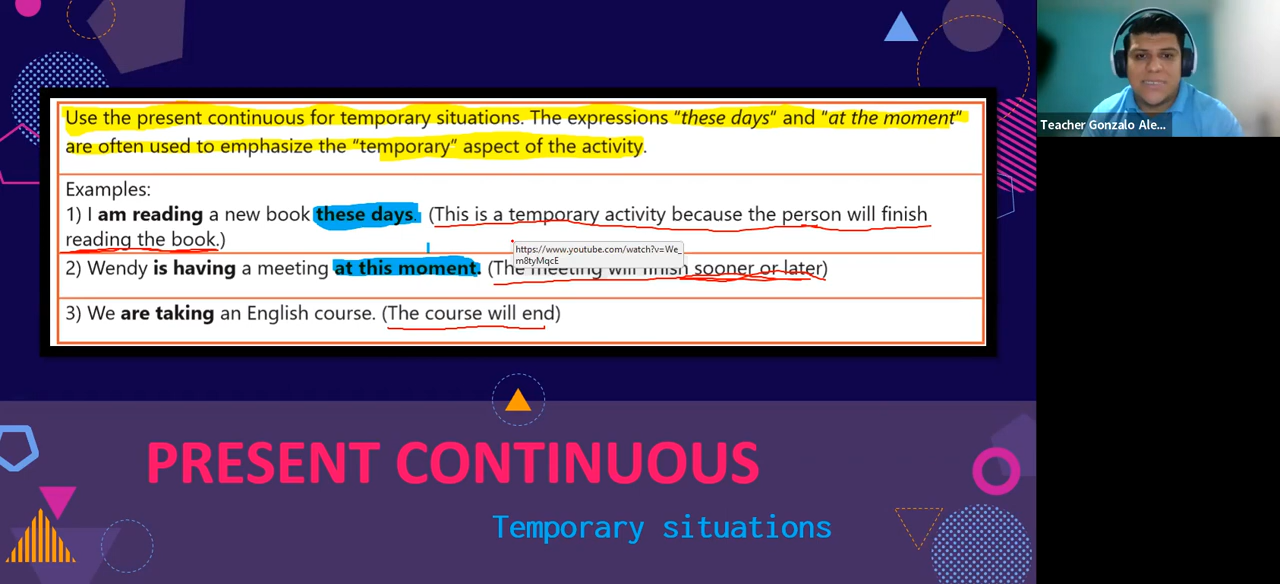 Use the present continuous for temporary situations. The expressions "these days" and "at the moment"
are often used to emphasize the "temporary" aspect of the activity.
Examples:
1) I am reading a new book these days. (This is a temporary activity because the person will finish
reading the book.)
2) Wendy is having a meeting at this moment. (The meeting will finish sooner or later)
https://www.youtube.com/watch?v=We_
m8tyMqcE
3) We are taking an English course. (The course will end)
PRESENT CONTINUOUS
Temporary situations
Teacher Gonzalo Ale...